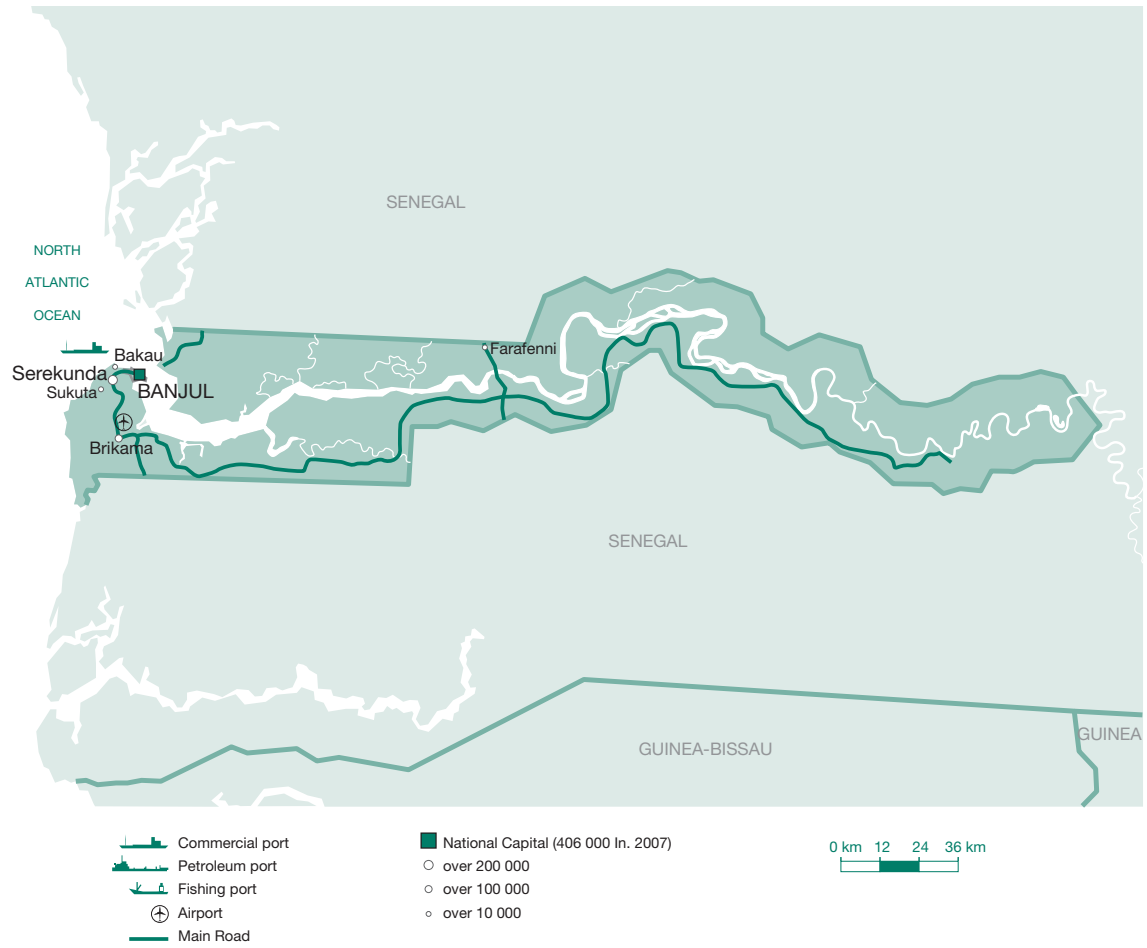 SENEGAL
NORTH
ATLANTIC
OCEAN
Bakau
Farafenni
Serekunda
Sukuta
BANJUL
Brikama
SENEGAL
GUINEA-BISSAU
GUINEA
Commercial port
Petroleum port
Fishing port
Airport
Main Road
National Capital (406 000 In. 2007)
over 200 000
over 100 000
over 10 000
0 km 12 24 36 km